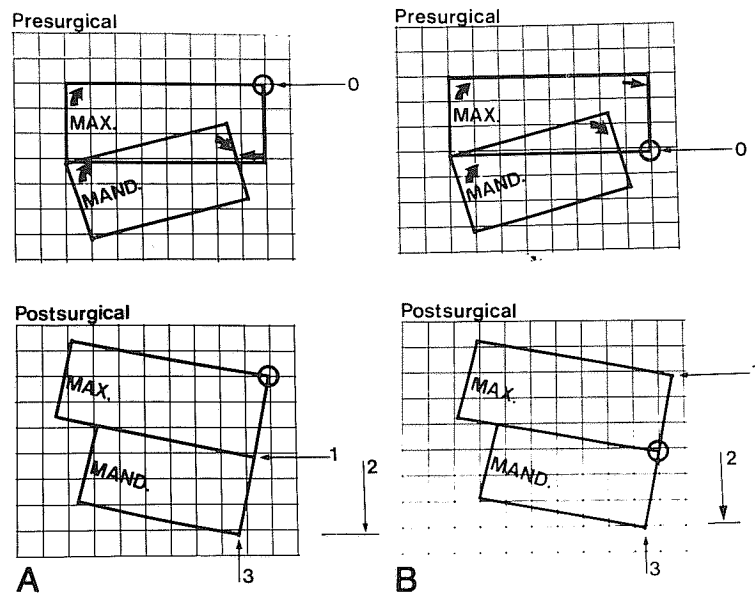 Presurgical
0
MAX.
MAND.
Presurgical
0
MAX.
MAND.
Postsurgical
MAX.
MAND.
1
2
3
A
Postsurgical
MAX.
MAND.
2
3
B